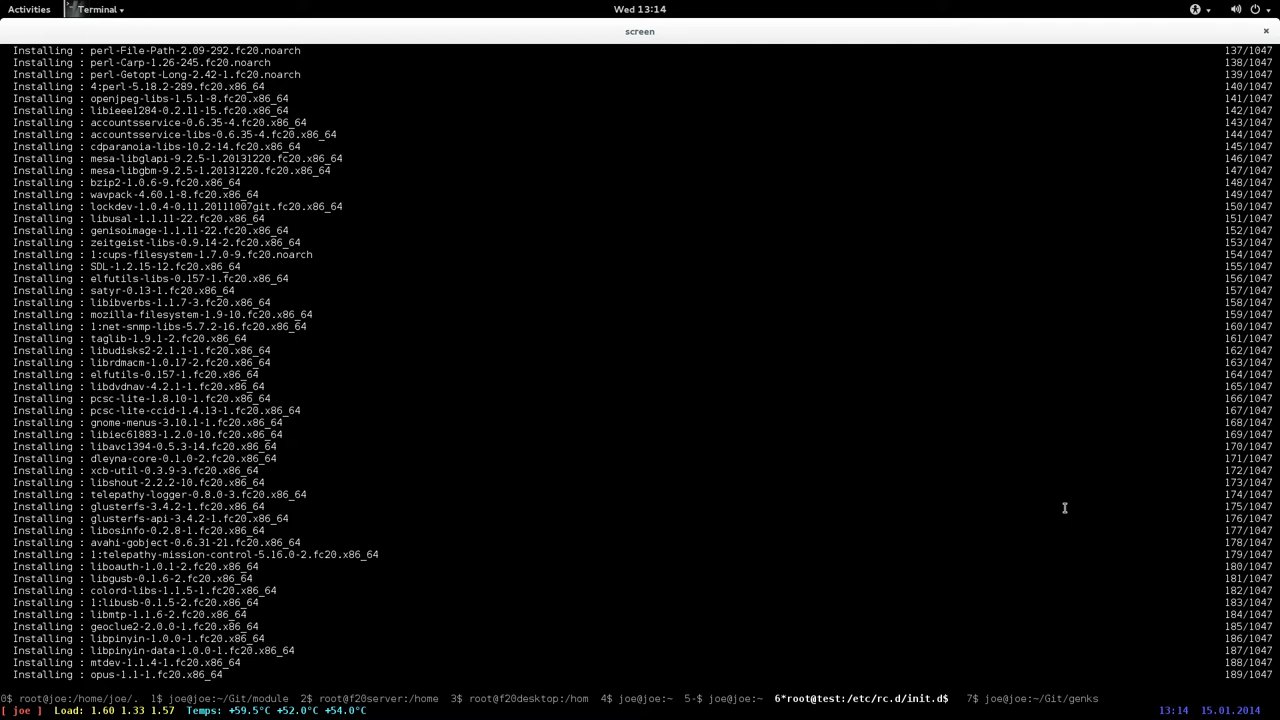 Activities Terminal Wed 13:14
screen ×
Installing : perl-File-Path-2.09-292.fc20.noarch 137/1047
Installing : perl-Carp-1.26-245.fc20.noarch 138/1047
Installing : perl-Getopt-Long-2.42-1.fc20.noarch 139/1047
Installing : 4:perl-5.18.2-289.fc20.x86_64 140/1047
Installing : openjpeg-libs-1.5.1-8.fc20.x86_64 141/1047
Installing : libieee1284-0.2.11-15.fc20.x86_64 142/1047
Installing : accountsservice-0.6.35-4.fc20.x86_64 143/1047
Installing : accountsservice-libs-0.6.35-4.fc20.x86_64 144/1047
Installing : cdparanoia-libs-10.2-14.fc20.x86_64 145/1047
Installing : mesa-libglapi-9.2.5-1.20131220.fc20.x86_64 146/1047
Installing : mesa-libgbm-9.2.5-1.20131220.fc20.x86_64 147/1047
Installing : bzip2-1.0.6-9.fc20.x86_64 148/1047
Installing : wavpack-4.60.1-8.fc20.x86_64 149/1047
Installing : lockdev-1.0.4-0.11.20111007git.fc20.x86_64 150/1047
Installing : libusal-1.1.11-22.fc20.x86_64 151/1047
Installing : genisoimage-1.1.11-22.fc20.x86_64 152/1047
Installing : zeitgeist-libs-0.9.14-2.fc20.x86_64 153/1047
Installing : 1:cups-filesystem-1.7.0-9.fc20.noarch 154/1047
Installing : SDL-1.2.15-12.fc20.x86_64 155/1047
Installing : elfutils-libs-0.157-1.fc20.x86_64 156/1047
Installing : satyr-0.13-1.fc20.x86_64 157/1047
Installing : libibverbs-1.1.7-3.fc20.x86_64 158/1047
Installing : mozilla-filesystem-1.9-10.fc20.x86_64 159/1047
Installing : 1:net-snmp-libs-5.7.2-16.fc20.x86_64 160/1047
Installing : taglib-1.9.1-2.fc20.x86_64 161/1047
Installing : libudisks2-2.1.1-1.fc20.x86_64 162/1047
Installing : librdmacm-1.0.17-2.fc20.x86_64 163/1047
Installing : elfutils-0.157-1.fc20.x86_64 164/1047
Installing : libdvdnav-4.2.1-1.fc20.x86_64 165/1047
Installing : pcsc-lite-1.8.10-1.fc20.x86_64 166/1047
Installing : pcsc-lite-ccid-1.4.13-1.fc20.x86_64 167/1047
Installing : gnome-menus-3.10.1-1.fc20.x86_64 168/1047
Installing : libiec61883-1.2.0-10.fc20.x86_64 169/1047
Installing : libavc1394-0.5.3-14.fc20.x86_64 170/1047
Installing : dleyna-core-0.1.0-2.fc20.x86_64 171/1047
Installing : xcb-util-0.3.9-3.fc20.x86_64 172/1047
Installing : libshout-2.2.2-10.fc20.x86_64 173/1047
Installing : telepathy-logger-0.8.0-3.fc20.x86_64 174/1047
Installing : glusterfs-3.4.2-1.fc20.x86_64 175/1047
Installing : glusterfs-api-3.4.2-1.fc20.x86_64 176/1047
Installing : libosinfo-0.2.8-1.fc20.x86_64 177/1047
Installing : avahi-gobject-0.6.31-21.fc20.x86_64 178/1047
Installing : 1:telepathy-mission-control-5.16.0-2.fc20.x86_64 179/1047
Installing : liboauth-1.0.1-2.fc20.x86_64 180/1047
Installing : libgusb-0.1.6-2.fc20.x86_64 181/1047
Installing : colord-libs-1.1.5-1.fc20.x86_64 182/1047
Installing : 1:libusb-0.1.5-2.fc20.x86_64 183/1047
Installing : libmtp-1.1.6-2.fc20.x86_64 184/1047
Installing : geoclue2-2.0.0-1.fc20.x86_64 185/1047
Installing : libpinyin-1.0.0-1.fc20.x86_64 186/1047
Installing : libpinyin-data-1.0.0-1.fc20.x86_64 187/1047
Installing : mtdev-1.1.4-1.fc20.x86_64 188/1047
Installing : opus-1.1-1.fc20.x86_64 189/1047
0$ root@joe:/home/joe/. 1$ joe@joe:~/Git/module 2$ root@f20server:/home 3$ root@f20desktop:/hom 4$ joe@joe:~ 5-$ joe@joe:~ 6*root@test:/etc/rc.d/init.d$ 7$ joe@joe:~/Git/genks
[ joe ] Load: 1.60 1.33 1.57 Temps: +59.5°C +52.0°C +54.0°C 13:14 15.01.2014